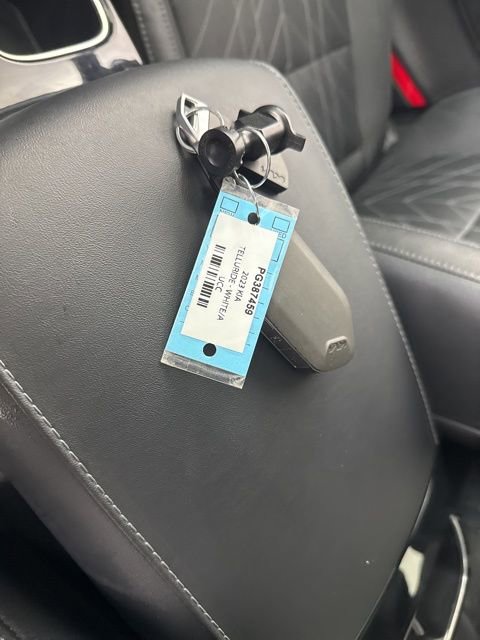 PG387459
2023 KIA
TELLURIDE - WHITE/A
UCC